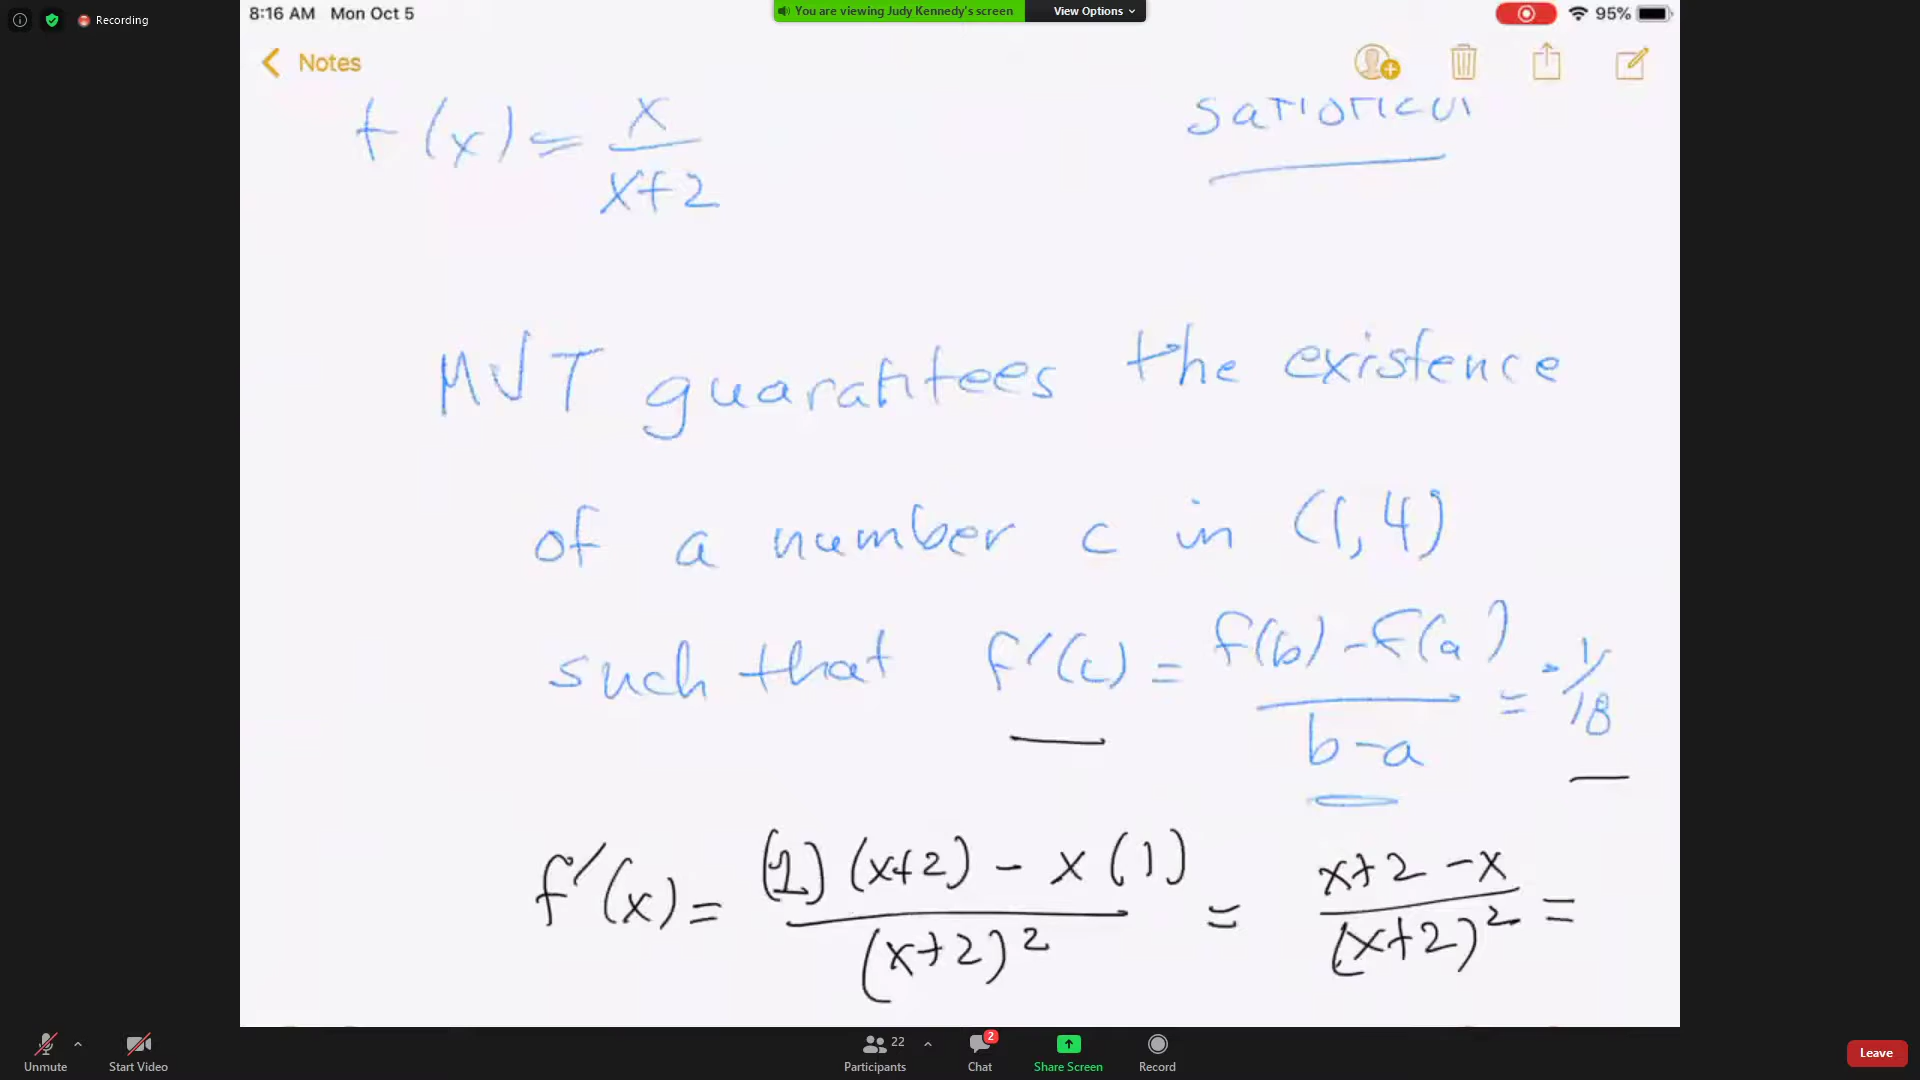 Recording
8:16 AM Mon Oct 5
You are viewing Judy Kennedy's screen
View Options
95%
Notes
f(x) = x/(x+2)
MVT guarantees the existence
of a number c in (1,4)
such that f'(c) = (f(b) - f(a))/(b-a) = 1/18
f'(x) = ((1)(x+2) - x(1))/(x+2)² = (x+2-x)/(x+2)² =
Unmute
Start Video
Participants 22
Chat 2
Share Screen
Record
Leave